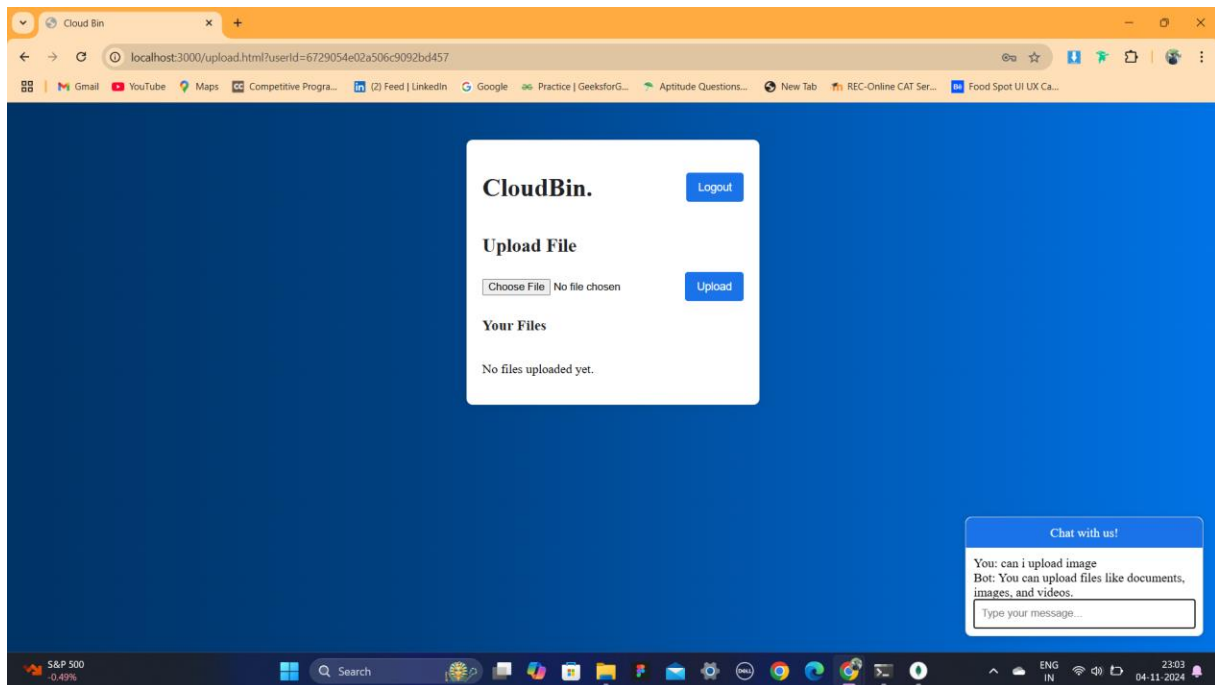 Cloud Bin
localhost:3000/upload.html?userId=6729054e02a506c9092bd457
Gmail YouTube Maps Competitive Progra... (2) Feed | LinkedIn Google Practice | GeeksforG... Aptitude Questions... New Tab REC-Online CAT Ser... Food Spot UI UX Ca...
CloudBin.
Logout
Upload File
Choose File No file chosen
Upload
Your Files
No files uploaded yet.
Chat with us!
You: can i upload image
Bot: You can upload files like documents,
images, and videos.
Type your message...
S&P 500
-0.49%
Search
ENG
IN
23:03
04-11-2024